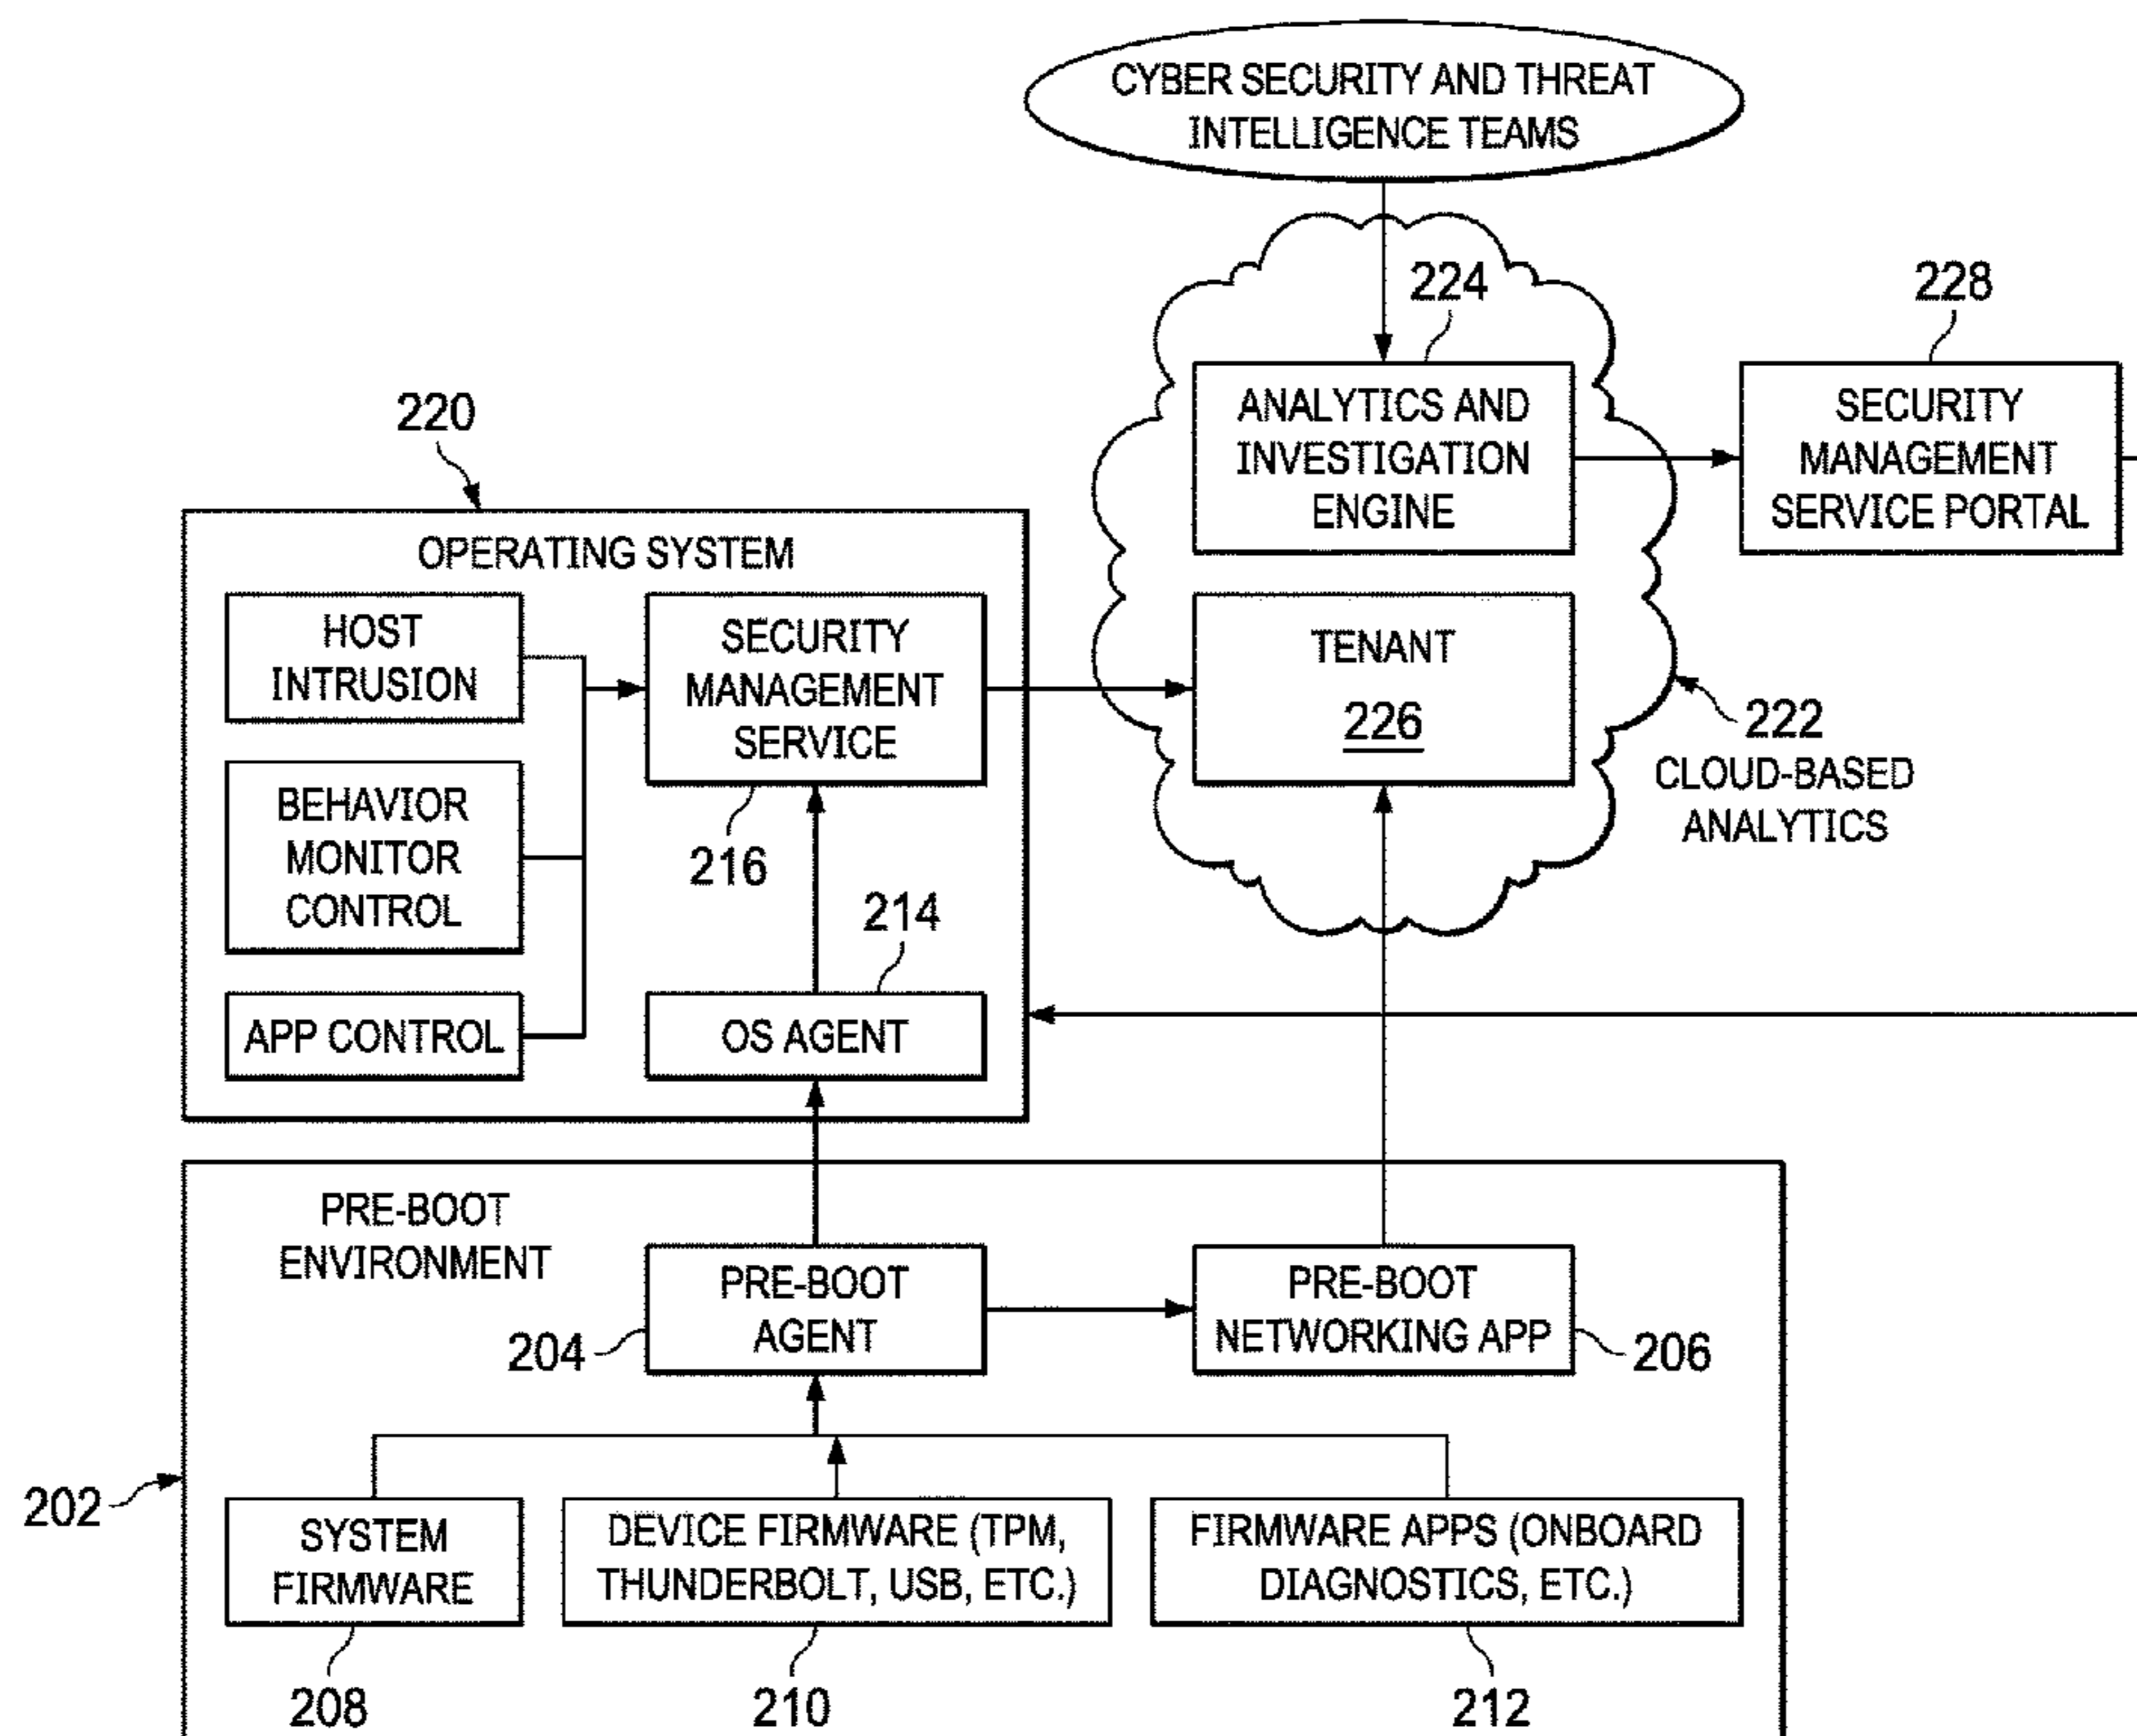 CYBER SECURITY AND THREAT
INTELLIGENCE TEAMS
224
228
ANALYTICS AND
INVESTIGATION
ENGINE
SECURITY
MANAGEMENT
SERVICE PORTAL
220
OPERATING SYSTEM
HOST
INTRUSION
SECURITY
MANAGEMENT
SERVICE
TENANT
226
222
CLOUD-BASED
ANALYTICS
BEHAVIOR
MONITOR
CONTROL
216
214
APP CONTROL
OS AGENT
PRE-BOOT
ENVIRONMENT
PRE-BOOT
AGENT
204
PRE-BOOT
NETWORKING APP
206
202
SYSTEM
FIRMWARE
DEVICE FIRMWARE (TPM,
THUNDERBOLT, USB, ETC.)
FIRMWARE APPS (ONBOARD
DIAGNOSTICS, ETC.)
208
210
212